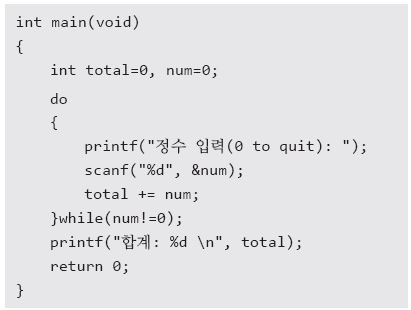 int main(void)
{
    int total=0, num=0;
    do
    {
        printf("정수 입력(0 to quit): ");
        scanf("%d", &num);
        total += num;
    }while(num!=0);
    printf("합계: %d \n", total);
    return 0;
}